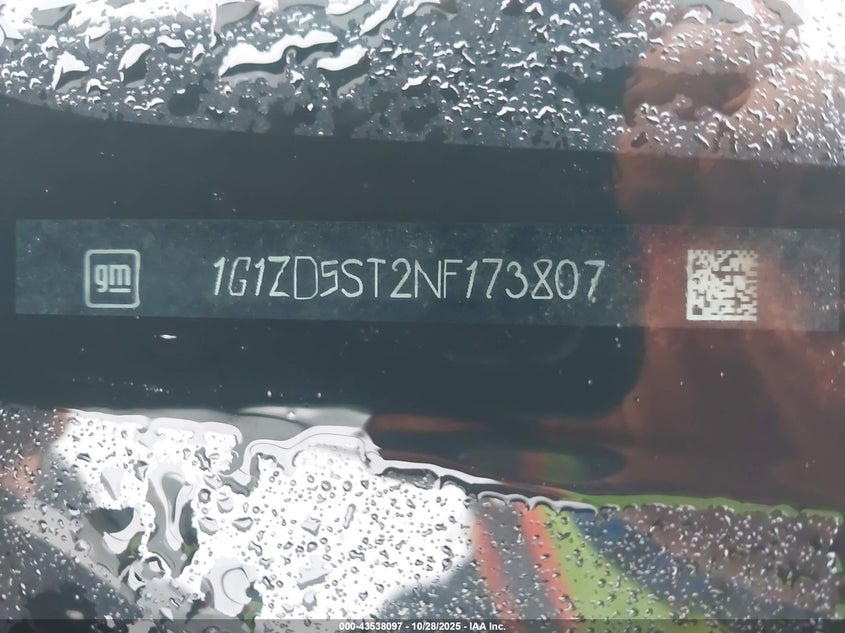 gm 1G1ZD5ST2NF173807
000-43538097 - 10/28/2025 - IAA Inc.